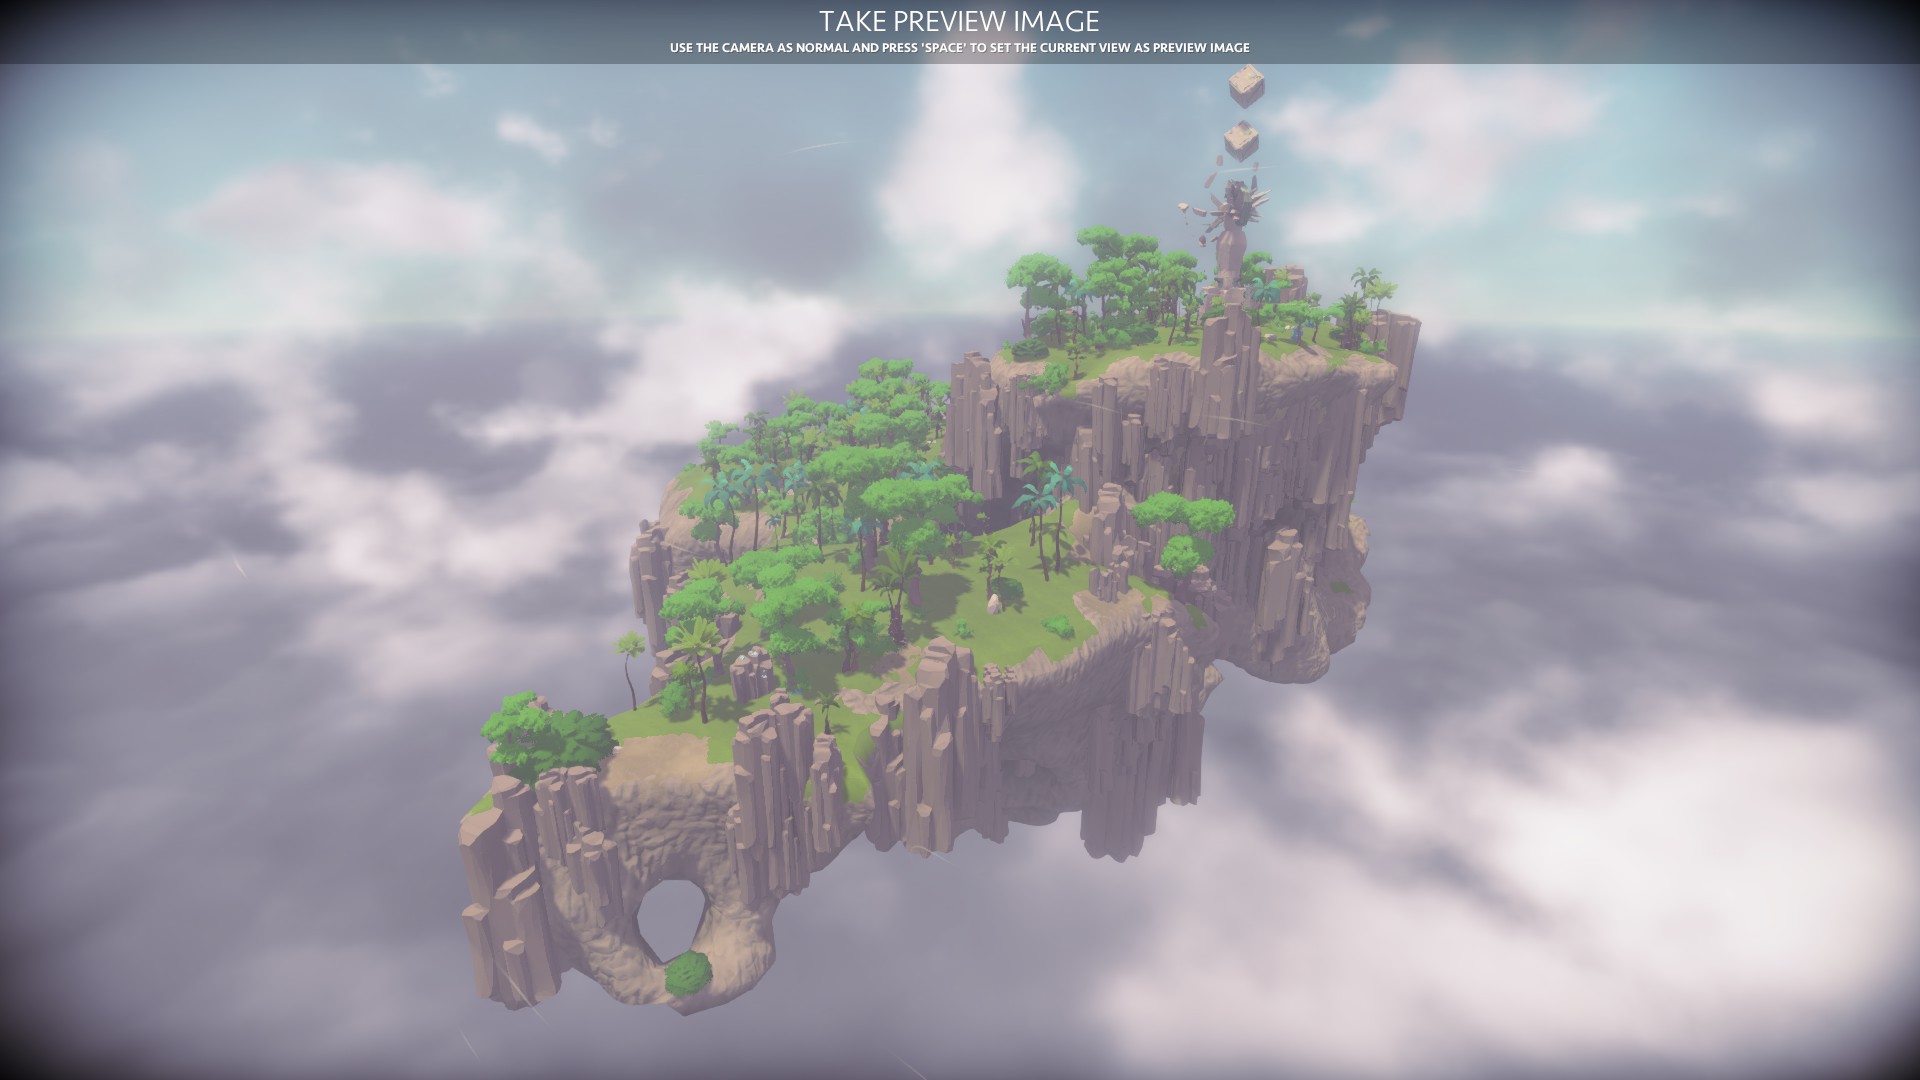 TAKE PREVIEW IMAGE
USE THE CAMERA AS NORMAL AND PRESS 'SPACE' TO SET THE CURRENT VIEW AS PREVIEW IMAGE